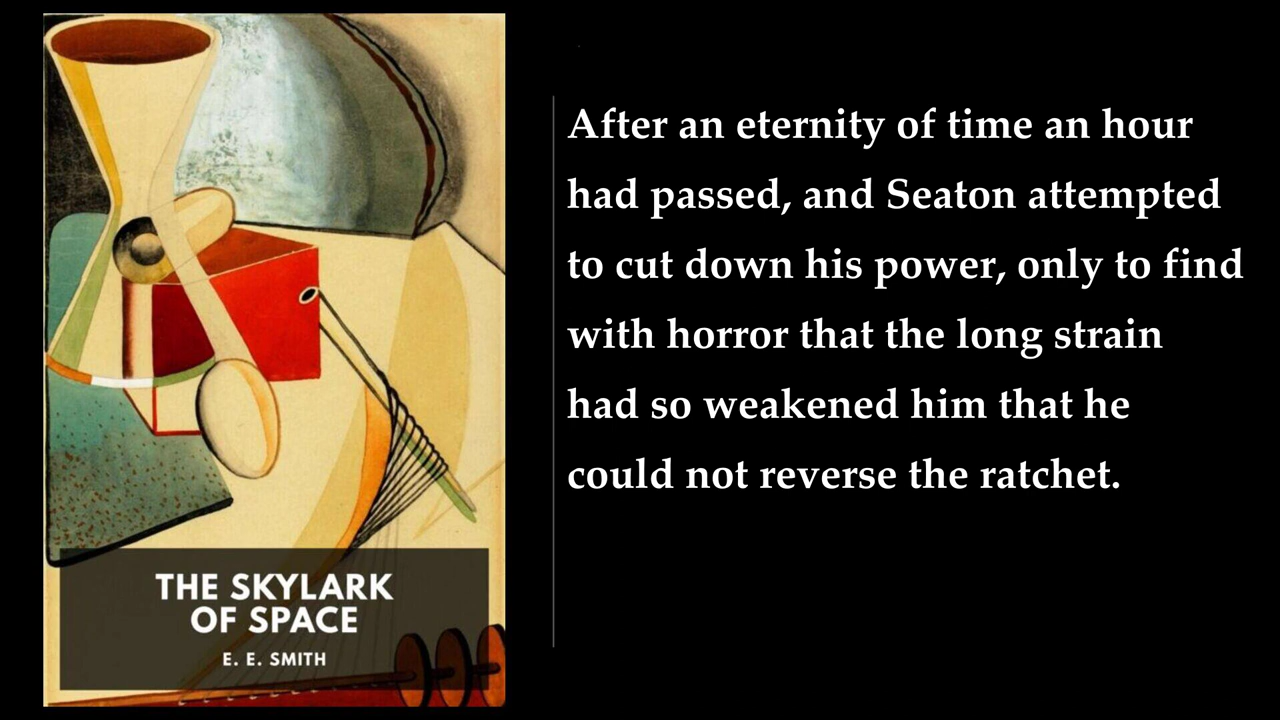 After an eternity of time an hour
had passed, and Seaton attempted
to cut down his power, only to find
with horror that the long strain
had so weakened him that he
could not reverse the ratchet.
THE SKYLARK
OF SPACE
E. E. SMITH